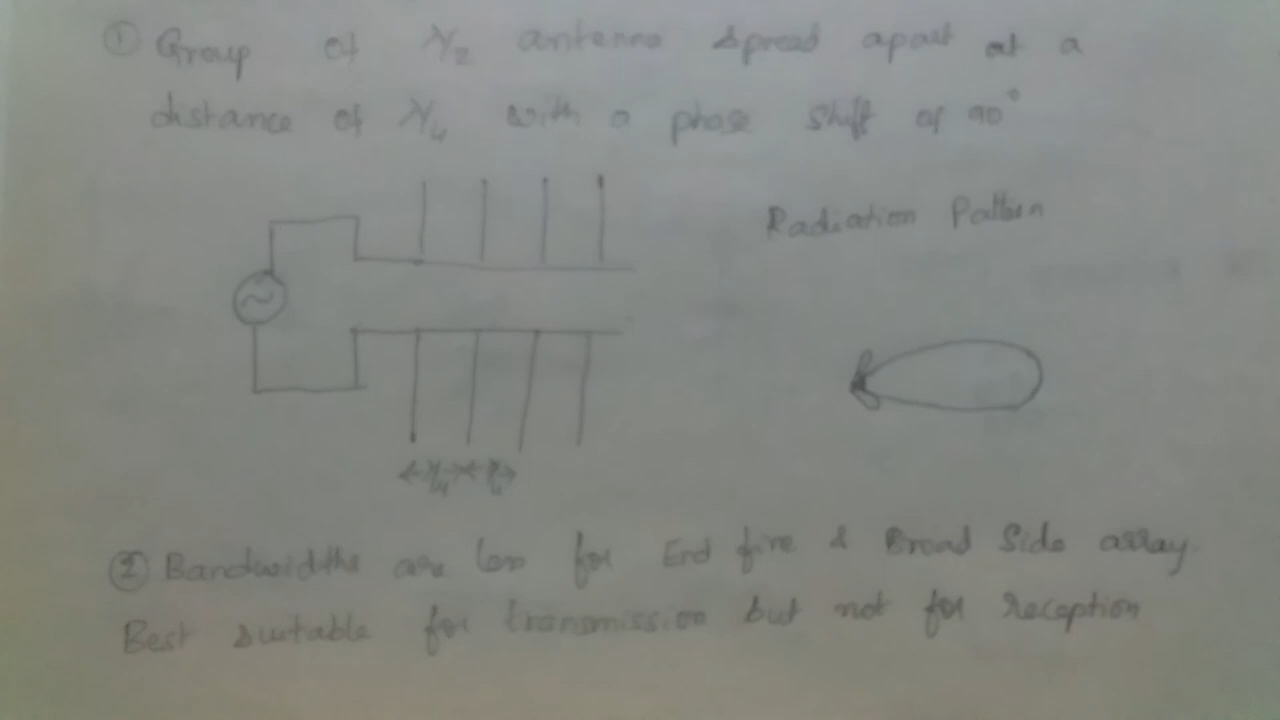 ① Group of λ/2 antenna spread apart at a
distance of λ/4 with a phase shift of 90°
Radiation Pattern
λ/4 λ/4
② Bandwidths are less for End fire & Broad Side array
Best suitable for transmission but not for reception